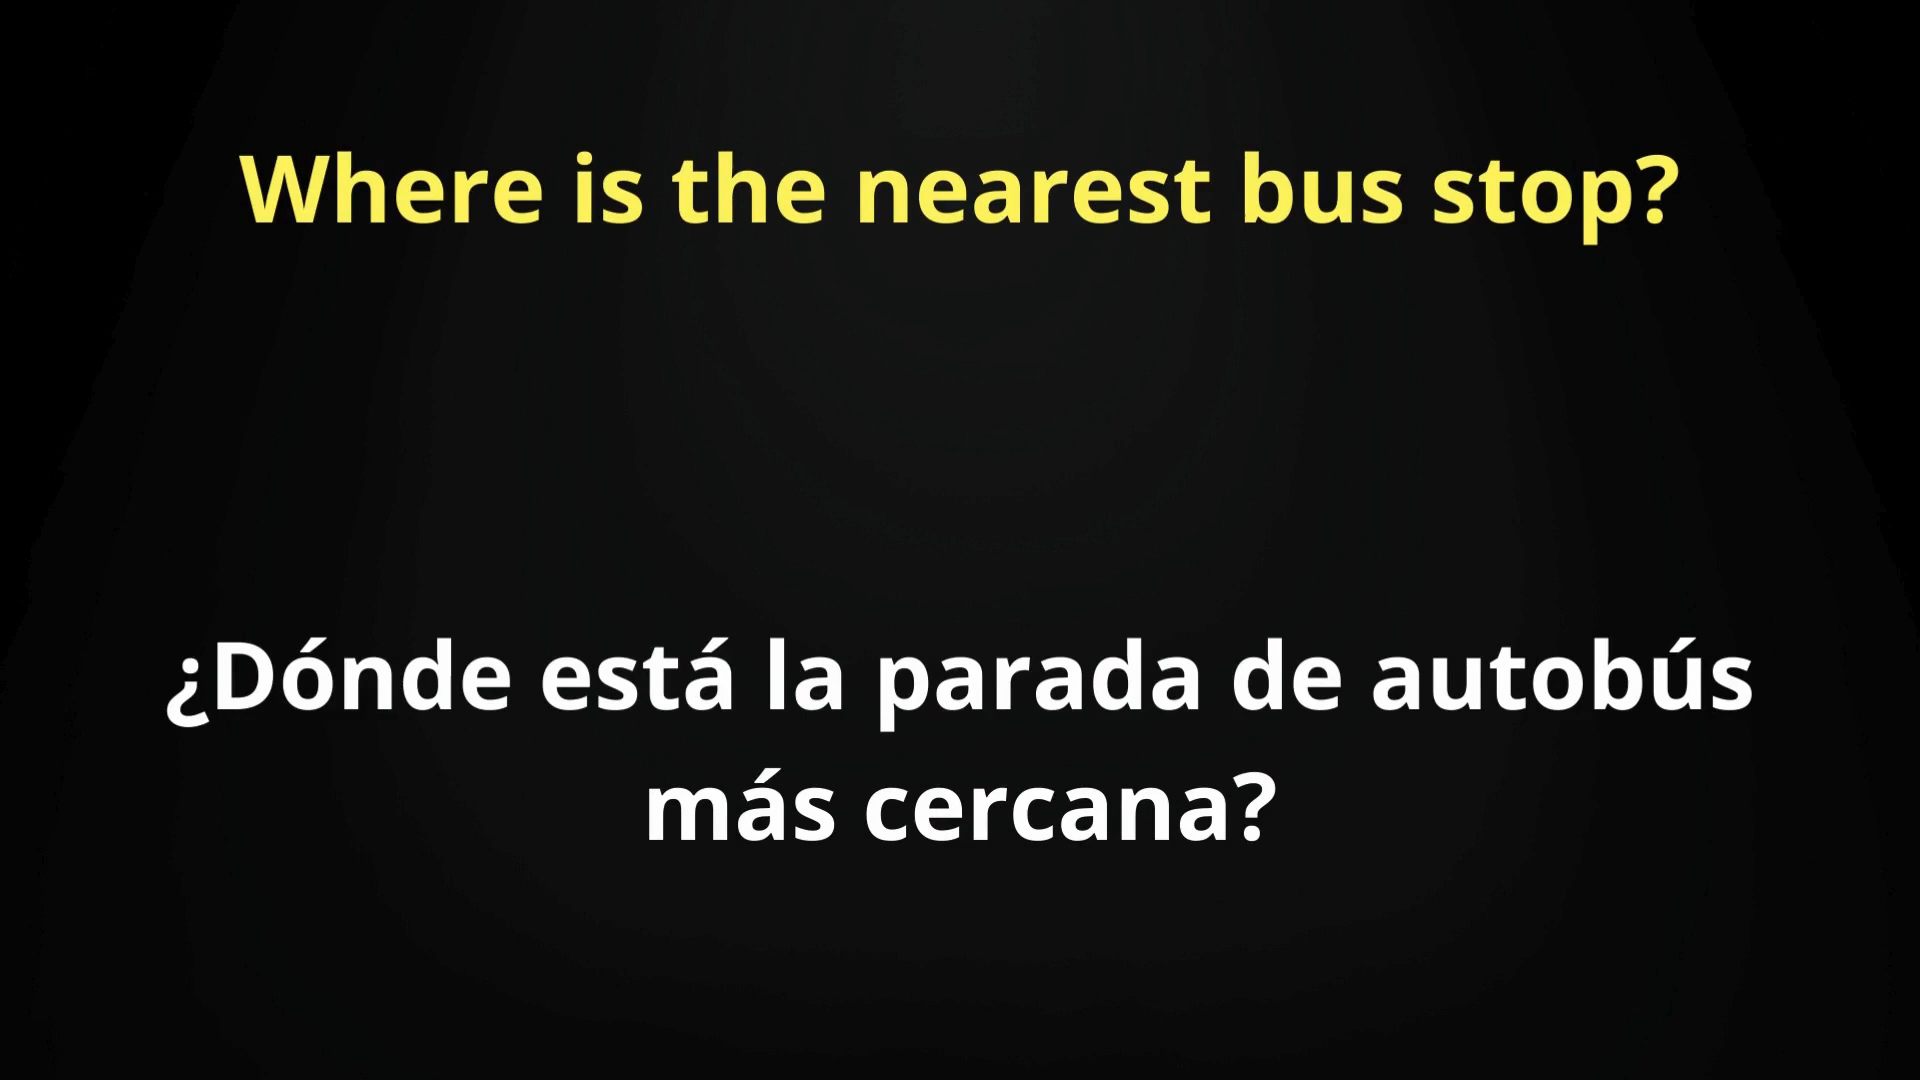 Where is the nearest bus stop?
¿Dónde está la parada de autobús
más cercana?